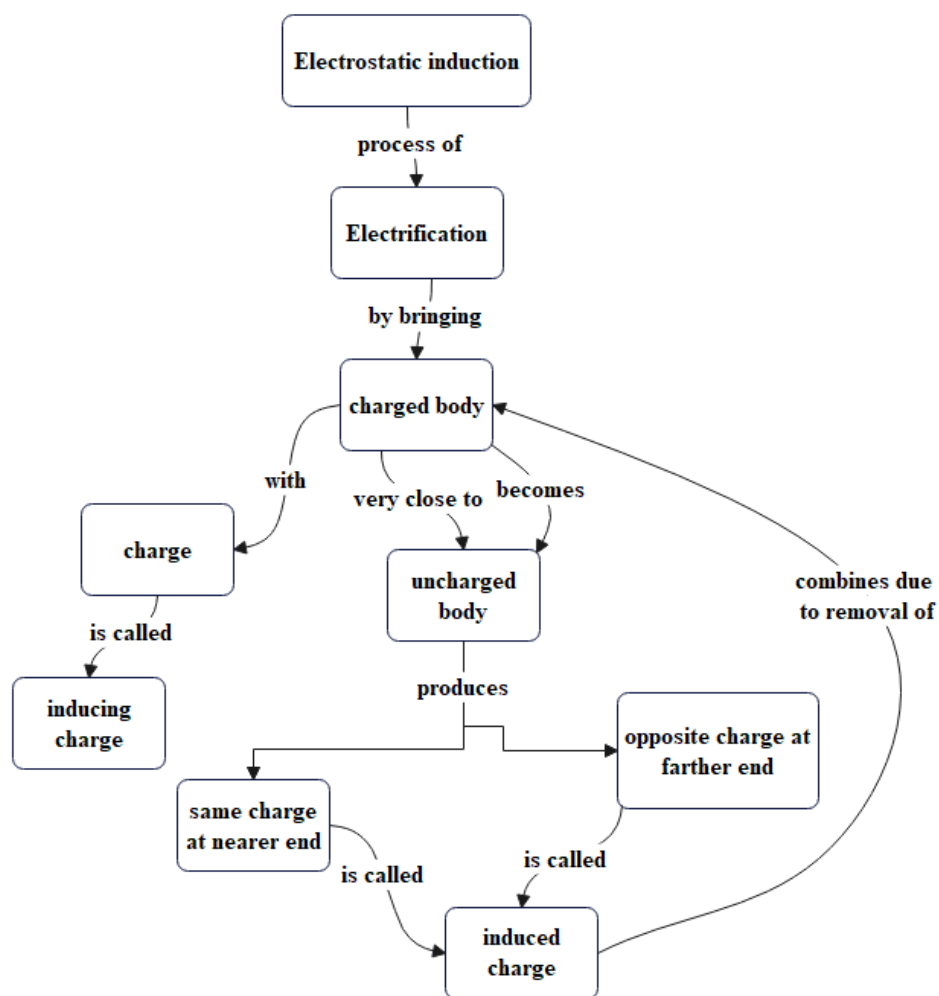 Electrostatic induction
process of
Electrification
by bringing
charged body
with
very close to
becomes
charge
uncharged
body
combines due
to removal of
is called
inducing
charge
produces
opposite charge at
farther end
same charge
at nearer end
is called
is called
induced
charge